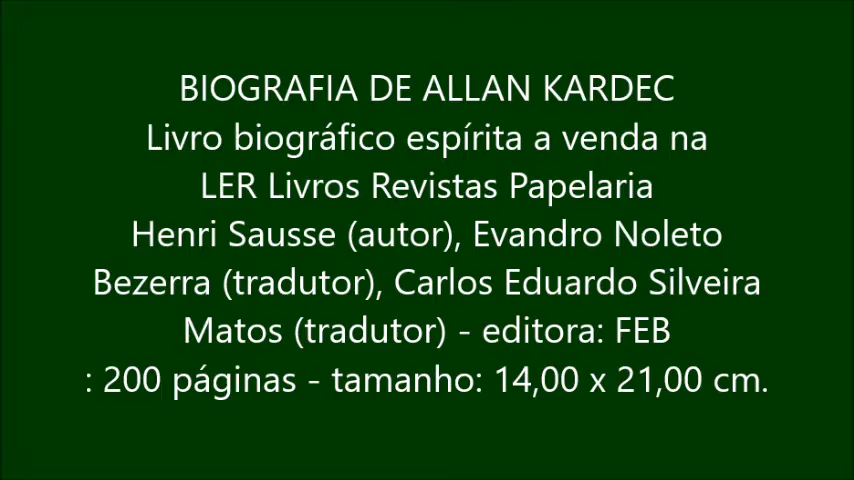 BIOGRAFIA DE ALLAN KARDEC
Livro biográfico espírita a venda na
LER Livros Revistas Papelaria
Henri Sausse (autor), Evandro Noleto
Bezerra (tradutor), Carlos Eduardo Silveira
Matos (tradutor) - editora: FEB
: 200 páginas - tamanho: 14,00 x 21,00 cm.